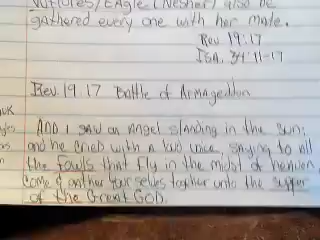 Vultures/Eagle (Nesher) also be
gathered every one with her mate.
Rev 19:17
ISA. 34:11-17
Rev. 19:17 Battle of Armageddon
AND I saw an Angel standing in the sun;
and he cried with a loud voice, saying to all
the fowls that fly in the midst of heaven,
come & gather yourselves together unto the supper
of the Great God.